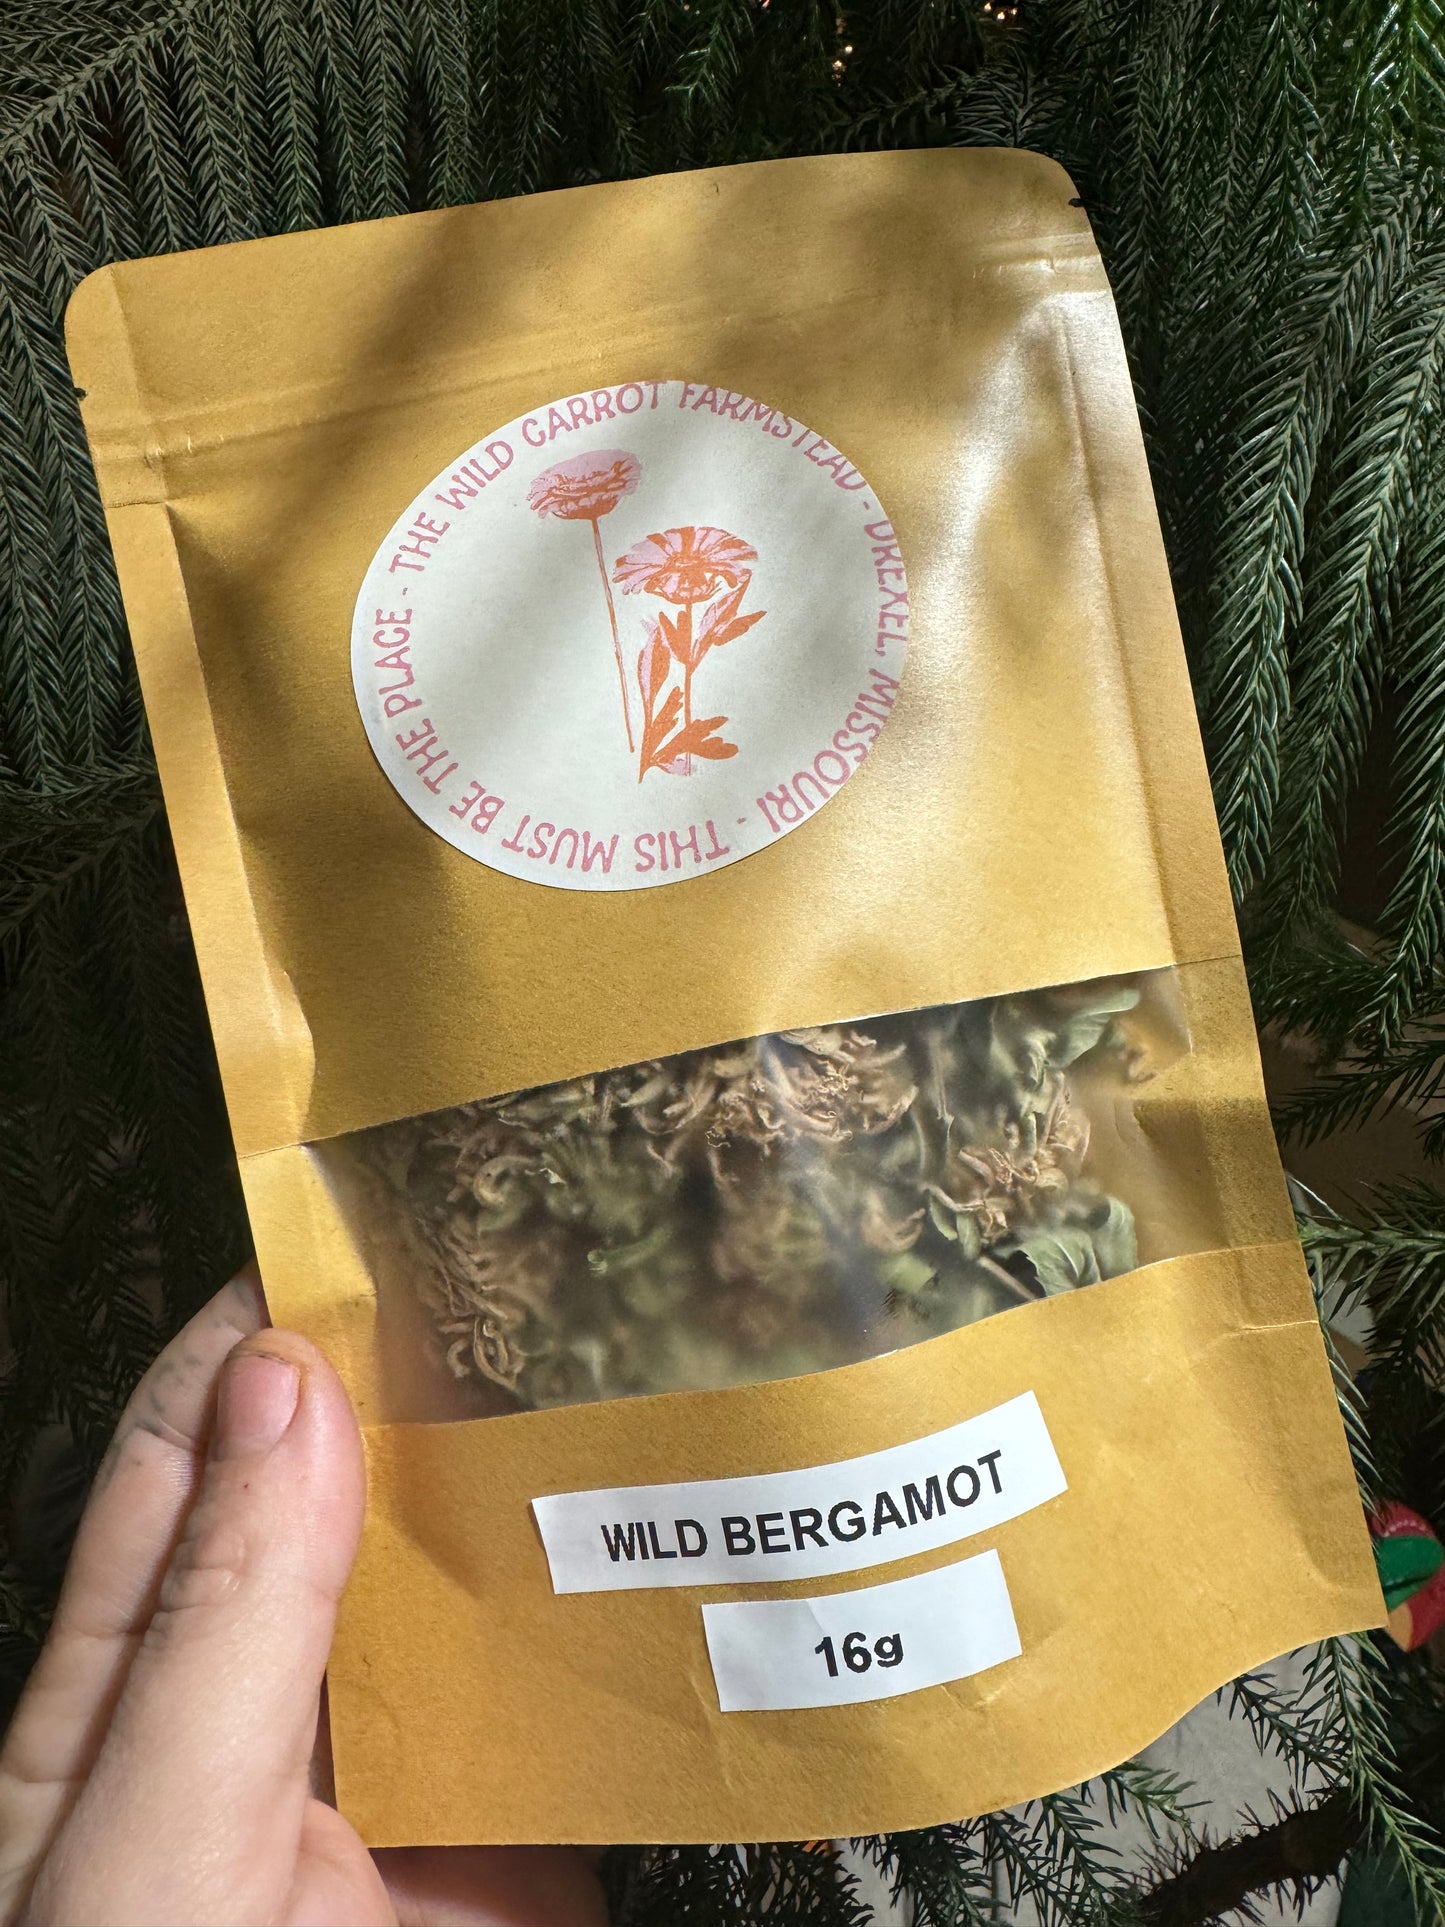 THE WILD CARROT FARMSTEAD - DREXEL, MISSOURI - THIS MUST BE THE PLACE -
WILD BERGAMOT
16g